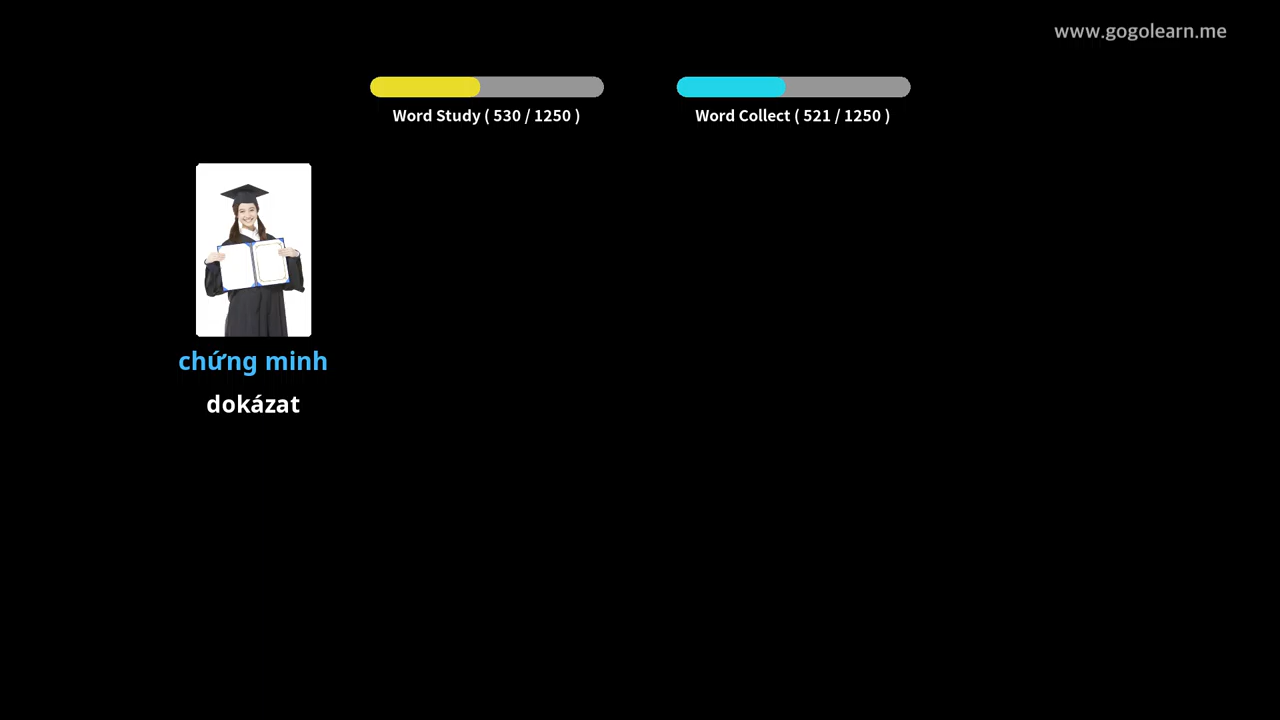 www.gogolearn.me
Word Study ( 530 / 1250 )
Word Collect ( 521 / 1250 )
chứng minh
dokázat